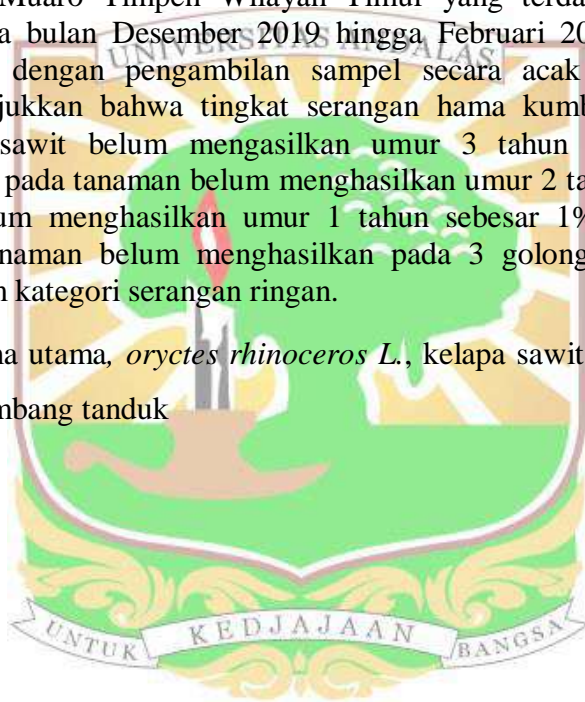 Muaro Timpeh Wilayah Timur yang terda
a bulan Desember 2019 hingga Februari 20
UNIVERSITAS ANDALAS
dengan pengambilan sampel secara acak
jukkan bahwa tingkat serangan hama kumb
sawit belum mengasilkan umur 3 tahun
pada tanaman belum menghasilkan umur 2 ta
um menghasilkan umur 1 tahun sebesar 1%
naman belum menghasilkan pada 3 golong
n kategori serangan ringan.
na utama, oryctes rhinoceros L., kelapa sawit
mbang tanduk
UNTUK KEDJAJAAN BANGSA